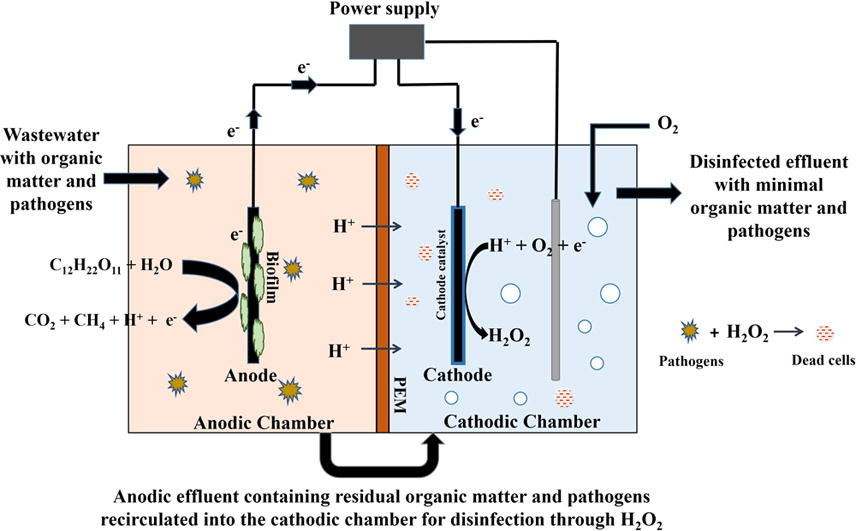 Power supply
e⁻
e⁻
e⁻
O₂
Wastewater
with organic
matter and
pathogens
Disinfected effluent
with minimal
organic matter and
pathogens
H⁺
H⁺
H⁺
e⁻
Biofilm
C₁₂H₂₂O₁₁ + H₂O
CO₂ + CH₄ + H⁺ + e⁻
Cathode catalyst
H⁺ + O₂ + e⁻
H₂O₂
Anode
Cathode
PEM
Anodic Chamber
Cathodic Chamber
+ H₂O₂
Pathogens
Dead cells
Anodic effluent containing residual organic matter and pathogens
recirculated into the cathodic chamber for disinfection through H₂O₂